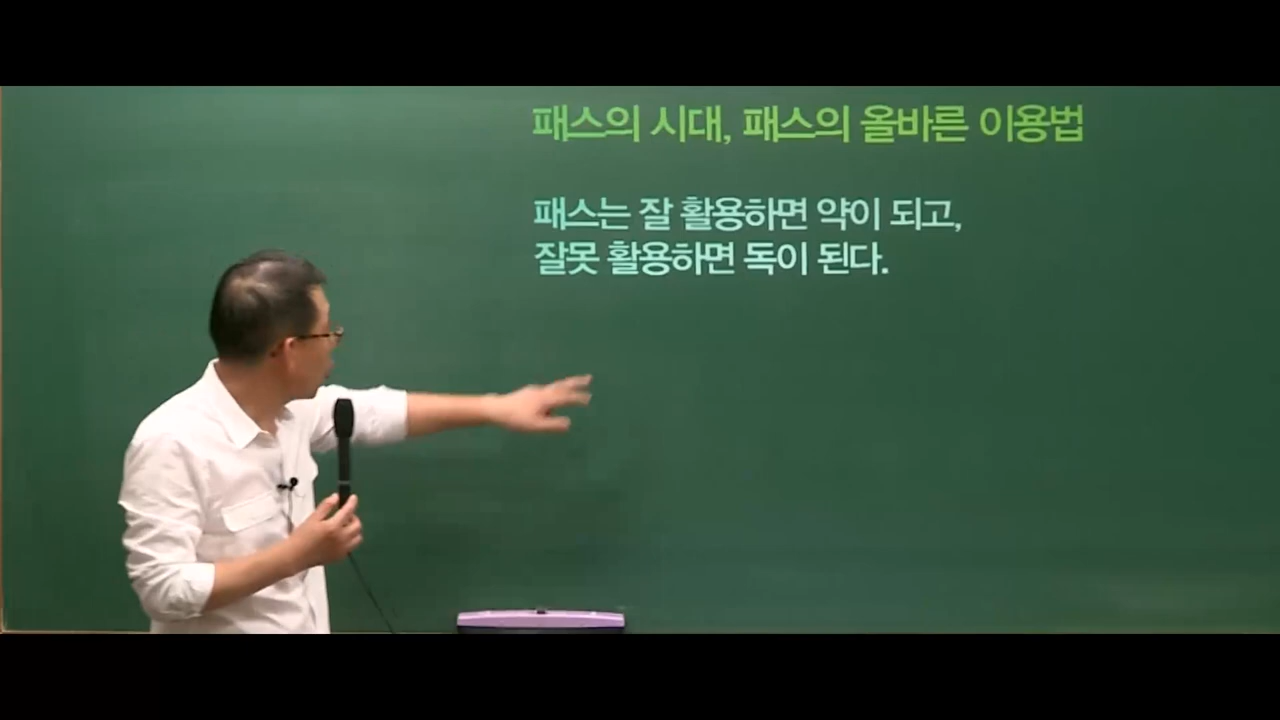 패스의 시대, 패스의 올바른 이용법
패스는 잘 활용하면 약이 되고,
잘못 활용하면 독이 된다.